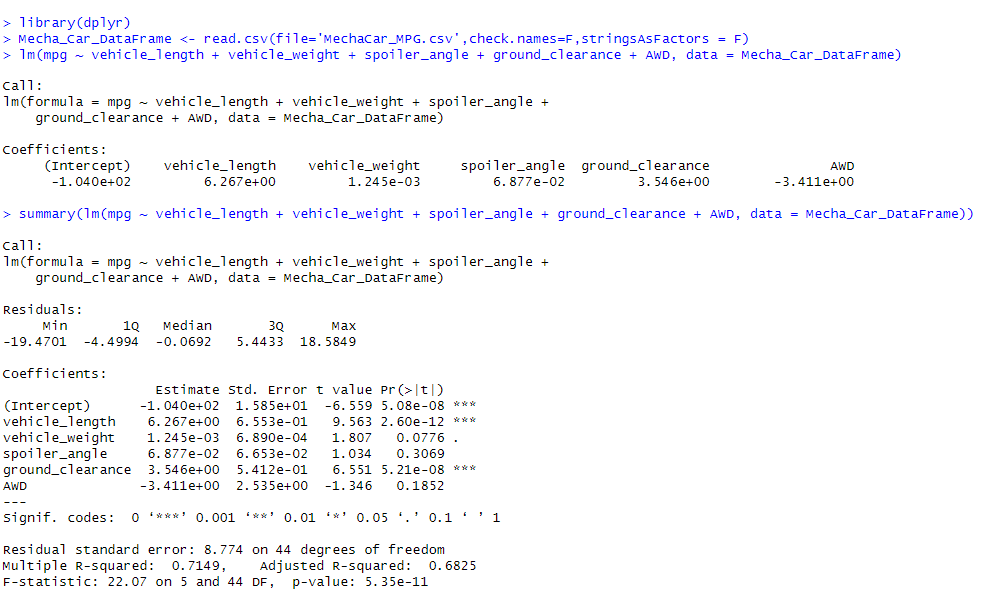 > library(dplyr)
> Mecha_Car_DataFrame <- read.csv(file='MechaCar_MPG.csv',check.names=F,stringsAsFactors = F)
> lm(mpg ~ vehicle_length + vehicle_weight + spoiler_angle + ground_clearance + AWD, data = Mecha_Car_DataFrame)
Call:
lm(formula = mpg ~ vehicle_length + vehicle_weight + spoiler_angle +
    ground_clearance + AWD, data = Mecha_Car_DataFrame)
Coefficients:
     (Intercept)    vehicle_length    vehicle_weight     spoiler_angle  ground_clearance               AWD
      -1.040e+02         6.267e+00         1.245e-03         6.877e-02         3.546e+00        -3.411e+00
> summary(lm(mpg ~ vehicle_length + vehicle_weight + spoiler_angle + ground_clearance + AWD, data = Mecha_Car_DataFrame))
Call:
lm(formula = mpg ~ vehicle_length + vehicle_weight + spoiler_angle +
    ground_clearance + AWD, data = Mecha_Car_DataFrame)
Residuals:
     Min       1Q   Median       3Q      Max
-19.4701  -4.4994  -0.0692   5.4433  18.5849
Coefficients:
                   Estimate Std. Error t value Pr(>|t|)
(Intercept)      -1.040e+02  1.585e+01  -6.559 5.08e-08 ***
vehicle_length    6.267e+00  6.553e-01   9.563 2.60e-12 ***
vehicle_weight    1.245e-03  6.890e-04   1.807   0.0776 .
spoiler_angle     6.877e-02  6.653e-02   1.034   0.3069
ground_clearance  3.546e+00  5.412e-01   6.551 5.21e-08 ***
AWD              -3.411e+00  2.535e+00  -1.346   0.1852
---
Signif. codes:  0 ‘***’ 0.001 ‘**’ 0.01 ‘*’ 0.05 ‘.’ 0.1 ‘ ’ 1
Residual standard error: 8.774 on 44 degrees of freedom
Multiple R-squared:  0.7149,    Adjusted R-squared:  0.6825
F-statistic: 22.07 on 5 and 44 DF,  p-value: 5.35e-11